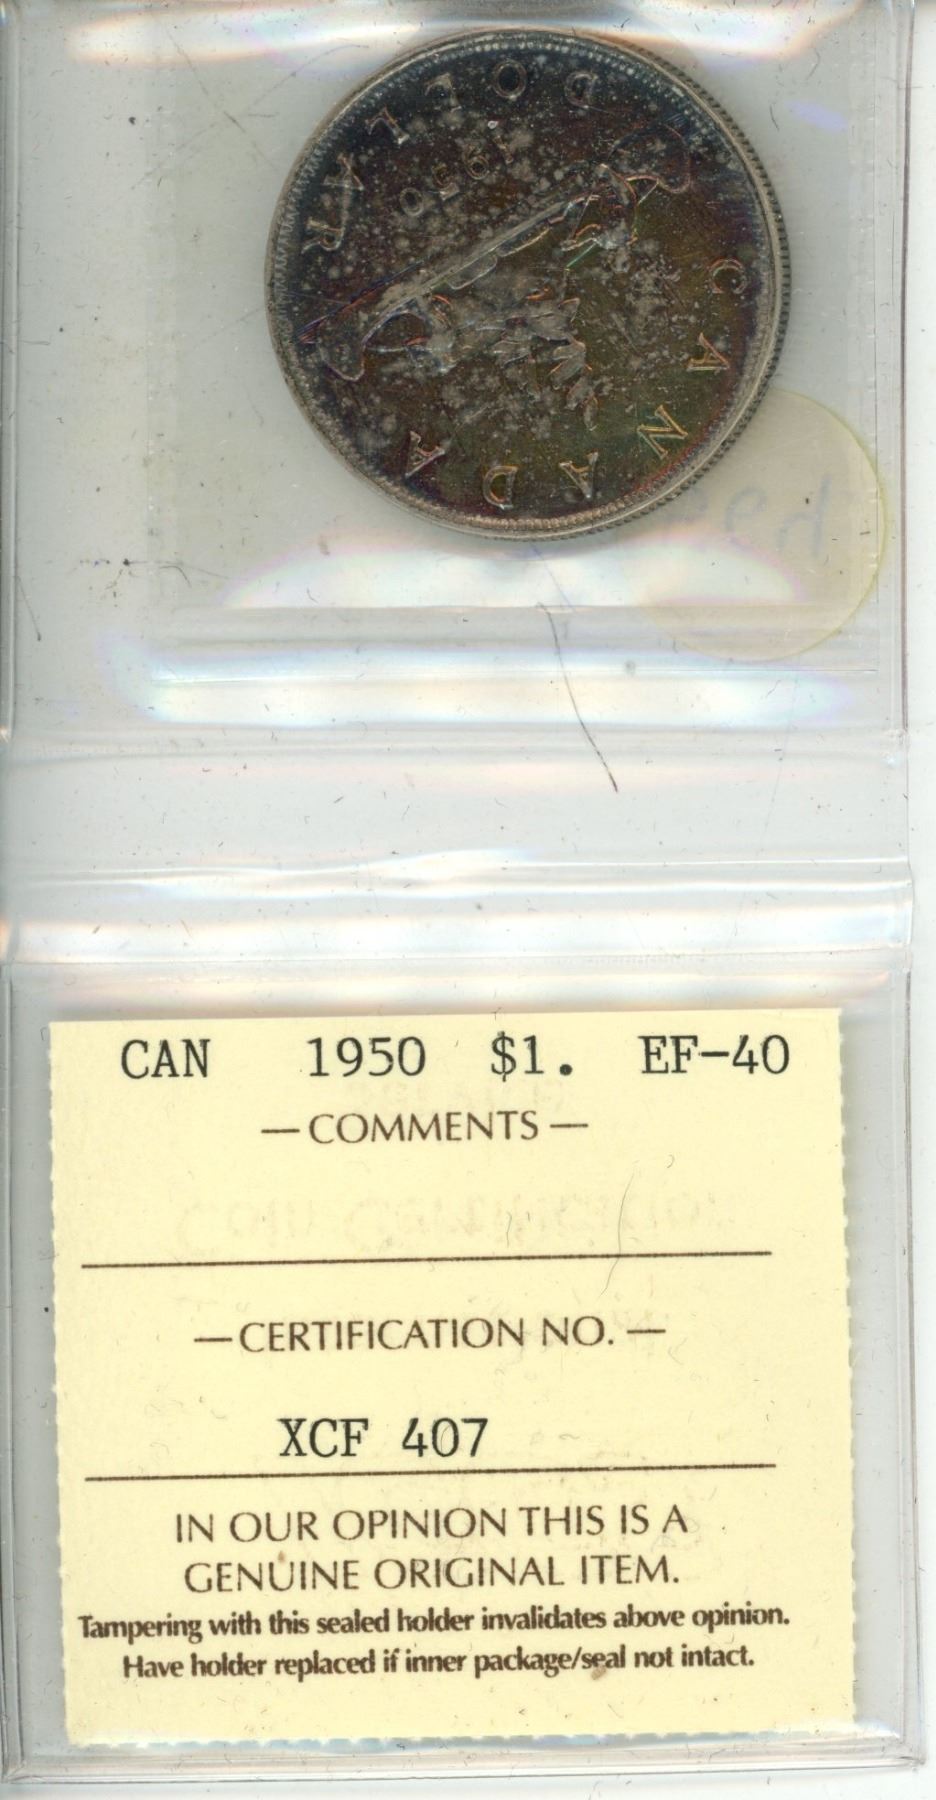 CANADA
1950
DOLLAR
CAN 1950 $1. EF-40
— COMMENTS —
— CERTIFICATION NO. —
XCF 407
IN OUR OPINION THIS IS A
GENUINE ORIGINAL ITEM.
Tampering with this sealed holder invalidates above opinion.
Have holder replaced if inner package/seal not intact.